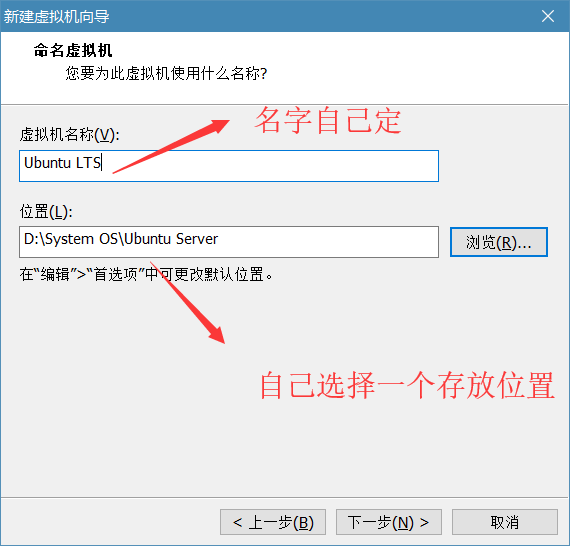 新建虚拟机向导
命名虚拟机
您要为此虚拟机使用什么名称?
名字自己定
虚拟机名称(V):
Ubuntu LTS
位置(L):
D:\System OS\Ubuntu Server
浏览(R)...
在“编辑”>“首选项”中可更改默认位置。
自己选择一个存放位置
< 上一步(B)
下一步(N) >
取消